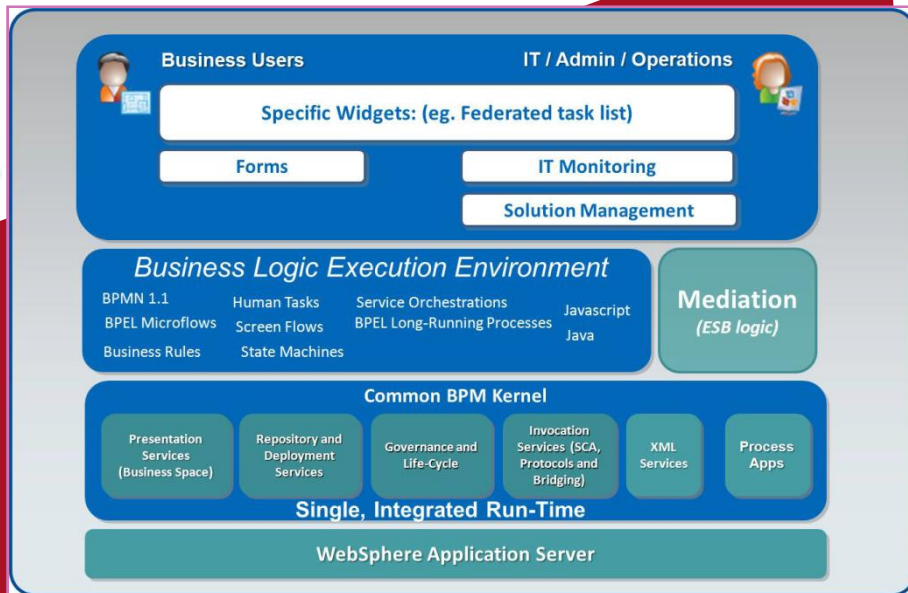 Business Users
IT / Admin / Operations
Specific Widgets: (eg. Federated task list)
Forms
IT Monitoring
Solution Management
Business Logic Execution Environment
BPMN 1.1
Human Tasks
Service Orchestrations
Javascript
BPEL Microflows
Screen Flows
BPEL Long-Running Processes
Java
Business Rules
State Machines
Mediation
(ESB logic)
Common BPM Kernel
Presentation
Services
(Business Space)
Repository and
Deployment
Services
Governance and
Life-Cycle
Invocation
Services (SCA,
Protocols and
Bridging)
XML
Services
Process
Apps
Single, Integrated Run-Time
WebSphere Application Server